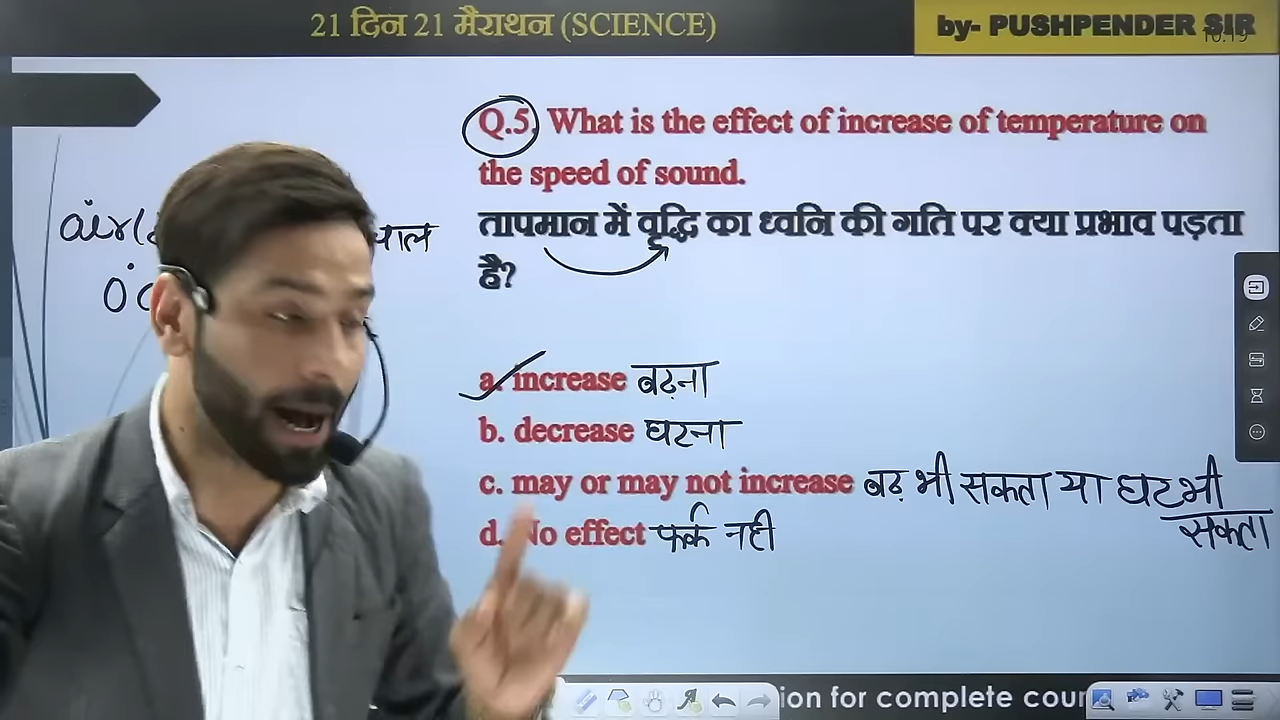 21 दिन 21 मैराथन (SCIENCE)
by- PUSHPENDER SIR
Q.5. What is the effect of increase of temperature on
the speed of sound.
तापमान में वृद्धि का ध्वनि की गति पर क्या प्रभाव पड़ता
है?
air
चाल
0°C
a. increase बढ़ना
b. decrease घटना
c. may or may not increase बढ़ भी सकता या घट भी
सकता
d. No effect फर्क नही
ion for complete cour